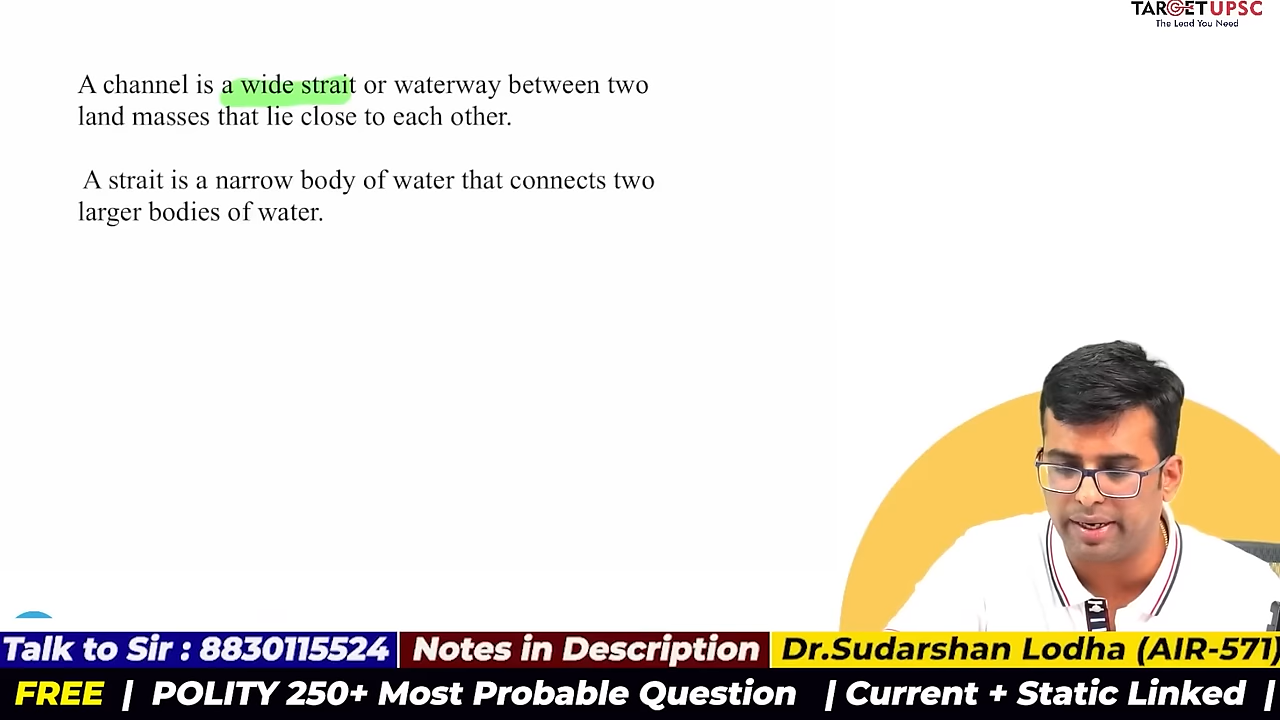 TARGETUPSC
The Lead You Need
A channel is a wide strait or waterway between two
land masses that lie close to each other.
A strait is a narrow body of water that connects two
larger bodies of water.
Talk to Sir : 8830115524
Notes in Description
Dr.Sudarshan Lodha (AIR-571)
FREE | POLITY 250+ Most Probable Question | Current + Static Linked |